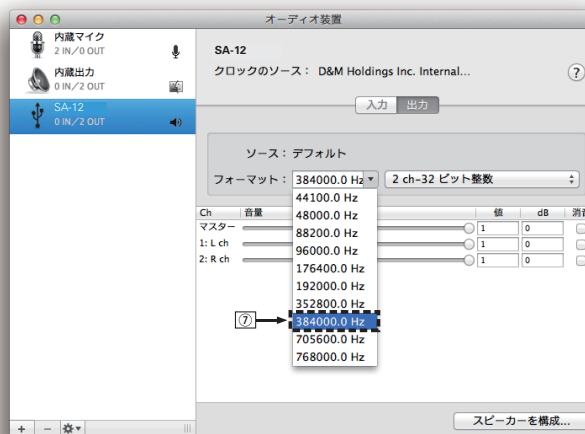 オーディオ装置
内蔵マイク
2 IN/0 OUT
内蔵出力
0 IN/2 OUT
SA-12
0 IN/2 OUT
SA-12
クロックのソース： D&M Holdings Inc. Internal...
?
入力 出力
ソース： デフォルト
フォーマット： 384000.0 Hz 2 ch-32 ビット整数
44100.0 Hz
48000.0 Hz
88200.0 Hz
96000.0 Hz
176400.0 Hz
192000.0 Hz
352800.0 Hz
⑦ 384000.0 Hz
705600.0 Hz
768000.0 Hz
Ch 音量 値 dB 消音
マスター 1 0
1: L ch 1 0
2: R ch 1 0
+ − スピーカーを構成...